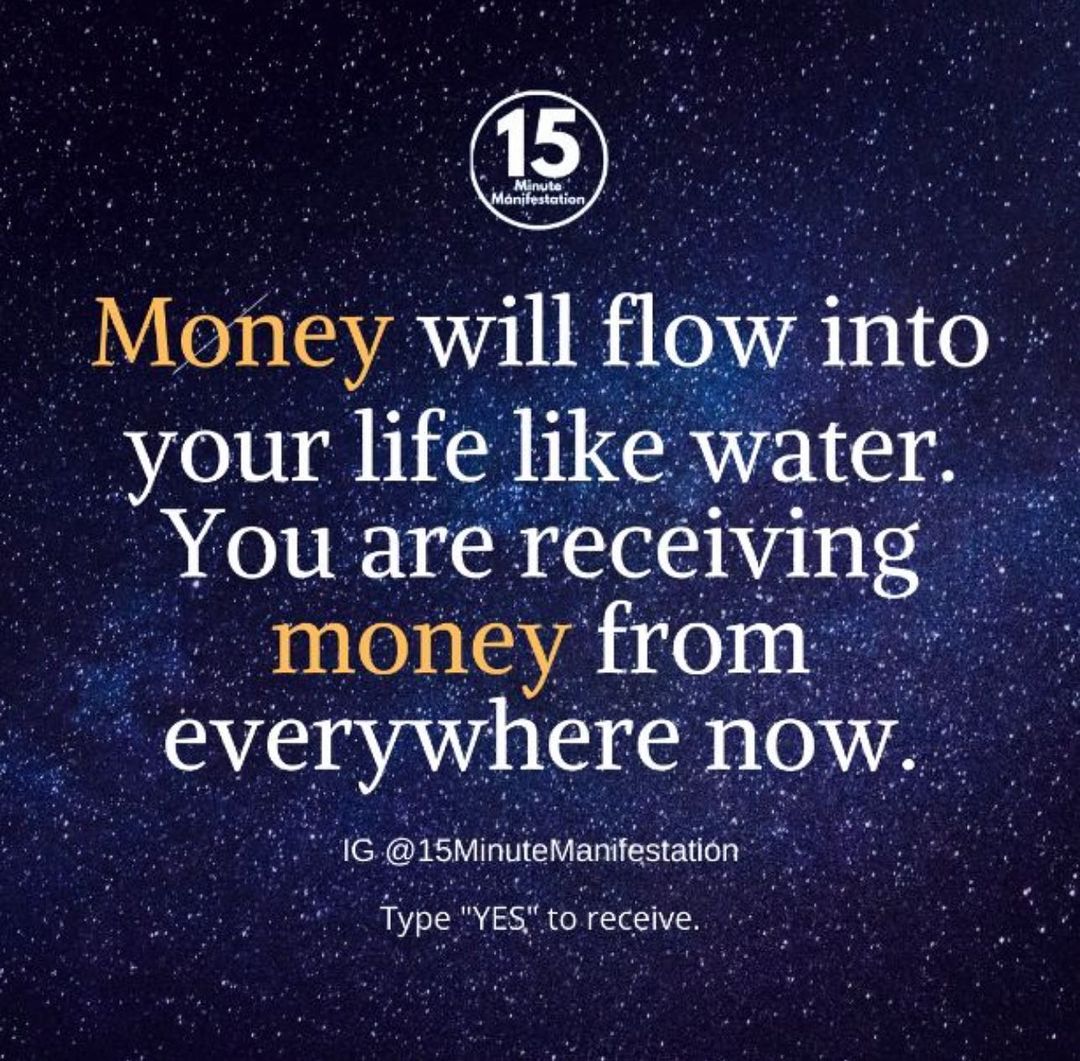 15
Minute
Manifestation
Money will flow into
your life like water.
You are receiving
money from
everywhere now.
IG @15MinuteManifestation
Type "YES" to receive.